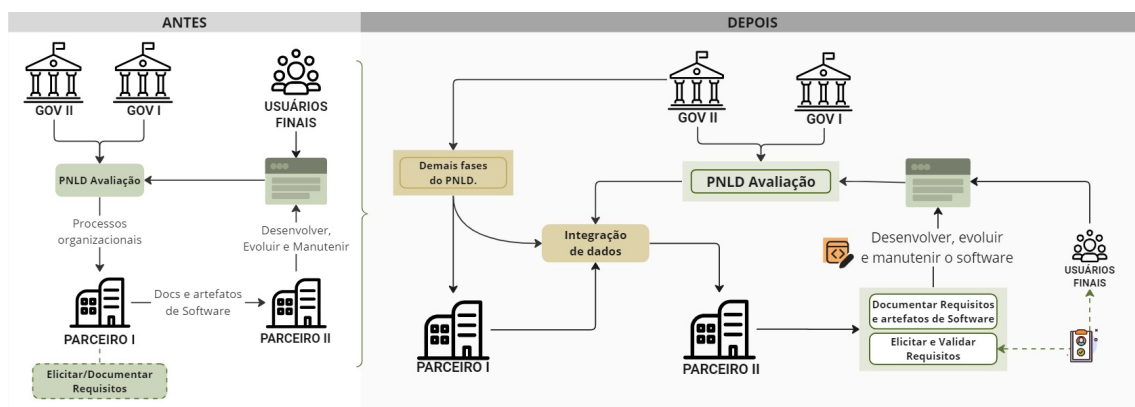 ANTES
GOV II
GOV I
USUÁRIOS
FINAIS
PNLD Avaliação
Processos
organizacionais
Desenvolver,
Evoluir e Manutenir
Docs e artefatos
de Software
PARCEIRO I
PARCEIRO II
Elicitar/Documentar
Requisitos
DEPOIS
GOV II
GOV I
Demais fases
do PNLD.
PNLD Avaliação
Integração
de dados
Desenvolver, evoluir
e manutenir o software
USUÁRIOS
FINAIS
Documentar Requisitos
e artefatos de Software
Elicitar e Validar
Requisitos
PARCEIRO I
PARCEIRO II